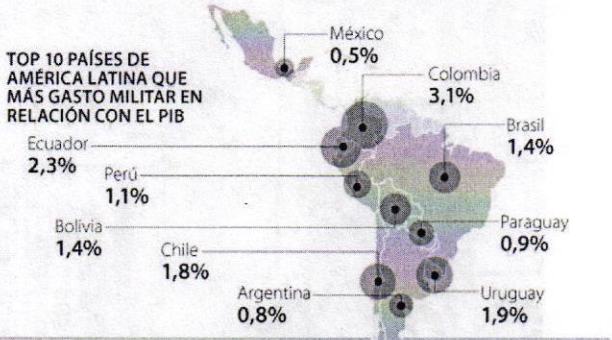 TOP 10 PAÍSES DE
AMÉRICA LATINA QUE
MÁS GASTO MILITAR EN
RELACIÓN CON EL PIB
México
0,5%
Colombia
3,1%
Brasil
1,4%
Ecuador
2,3%
Perú
1,1%
Bolivia
1,4%
Paraguay
0,9%
Chile
1,8%
Argentina
0,8%
Uruguay
1,9%